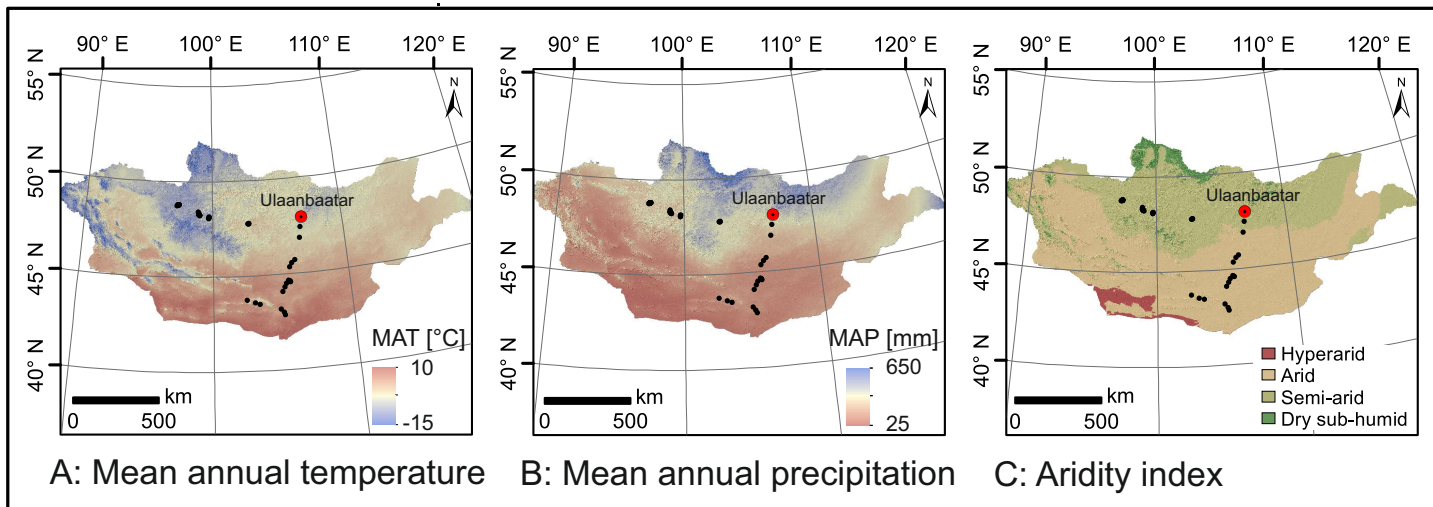 90° E 100° E 110° E 120° E
55° N
50° N
45° N
40° N
N
Ulaanbaatar
MAT [°C]
10
-15
km
0 500
A: Mean annual temperature
90° E 100° E 110° E 120° E
55° N
50° N
45° N
40° N
N
Ulaanbaatar
MAP [mm]
650
25
km
0 500
B: Mean annual precipitation
90° E 100° E 110° E 120° E
55° N
50° N
45° N
40° N
N
Ulaanbaatar
Hyperarid
Arid
Semi-arid
Dry sub-humid
km
0 500
C: Aridity index